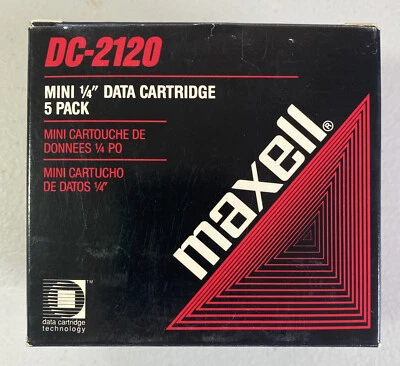 DC-2120
MINI ¼" DATA CARTRIDGE
5 PACK
MINI CARTOUCHE DE
DONNEES ¼ PO
MINI CARTUCHO
DE DATOS ¼"
maxell®
D™
data cartridge
technology